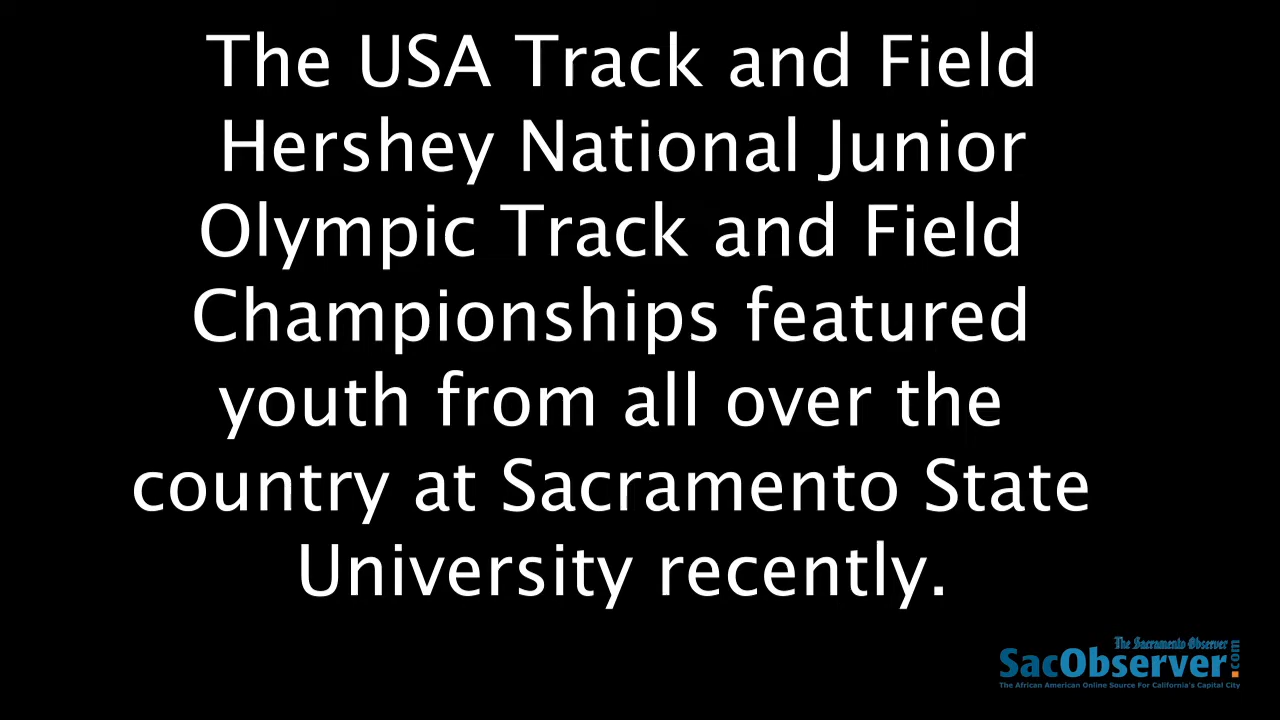 The USA Track and Field
Hershey National Junior
Olympic Track and Field
Championships featured
youth from all over the
country at Sacramento State
University recently.
The Sacramento Observer
SacObserver.com
The African American Online Source For California's Capital City